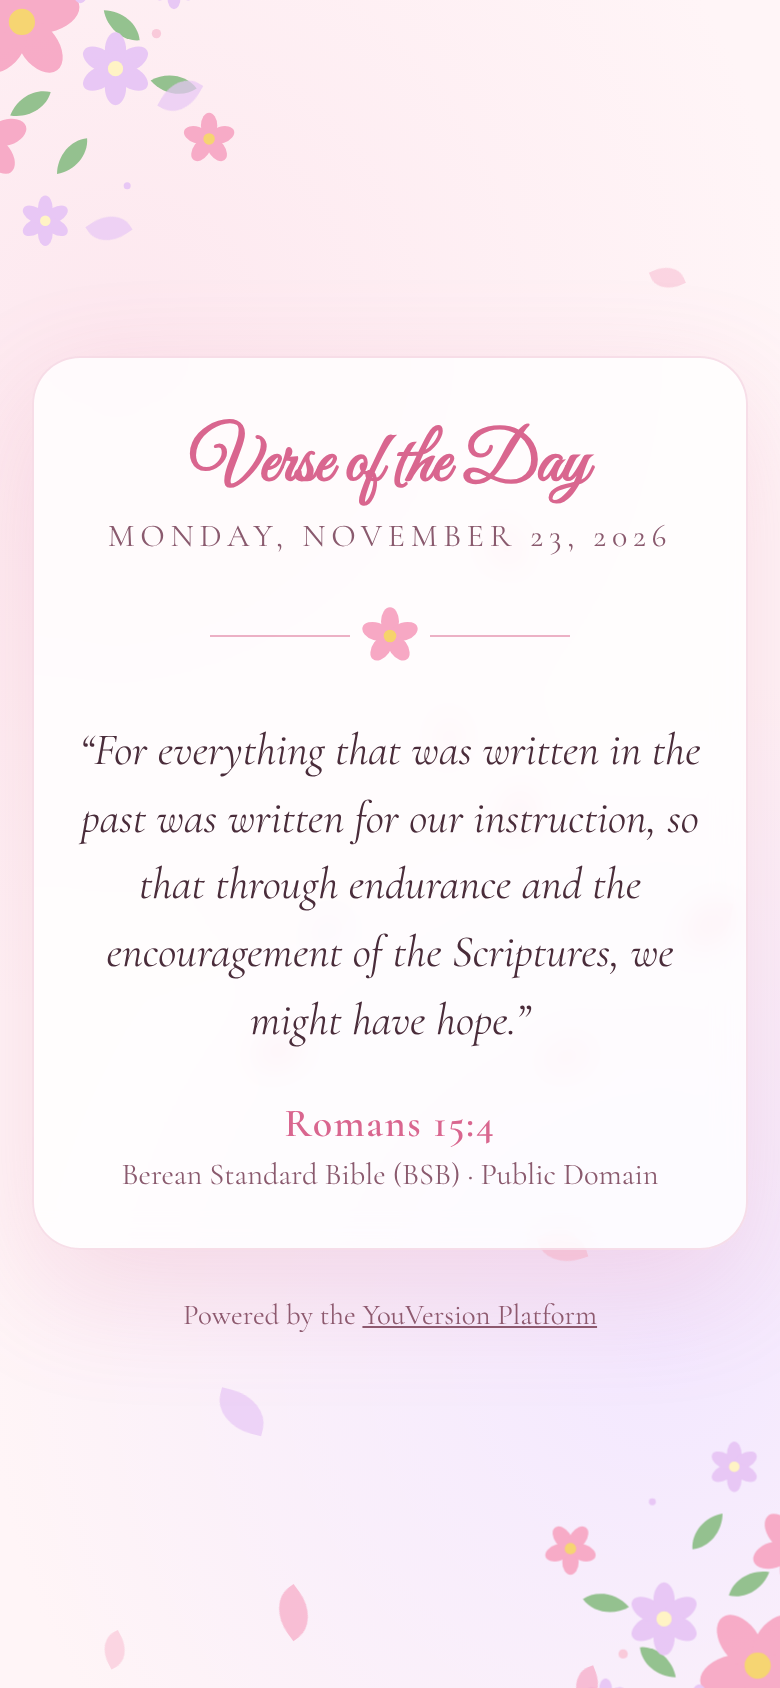 Verse of the Day
MONDAY, NOVEMBER 23, 2026
“For everything that was written in the
past was written for our instruction, so
that through endurance and the
encouragement of the Scriptures, we
might have hope.”
Romans 15:4
Berean Standard Bible (BSB) · Public Domain
Powered by the YouVersion Platform